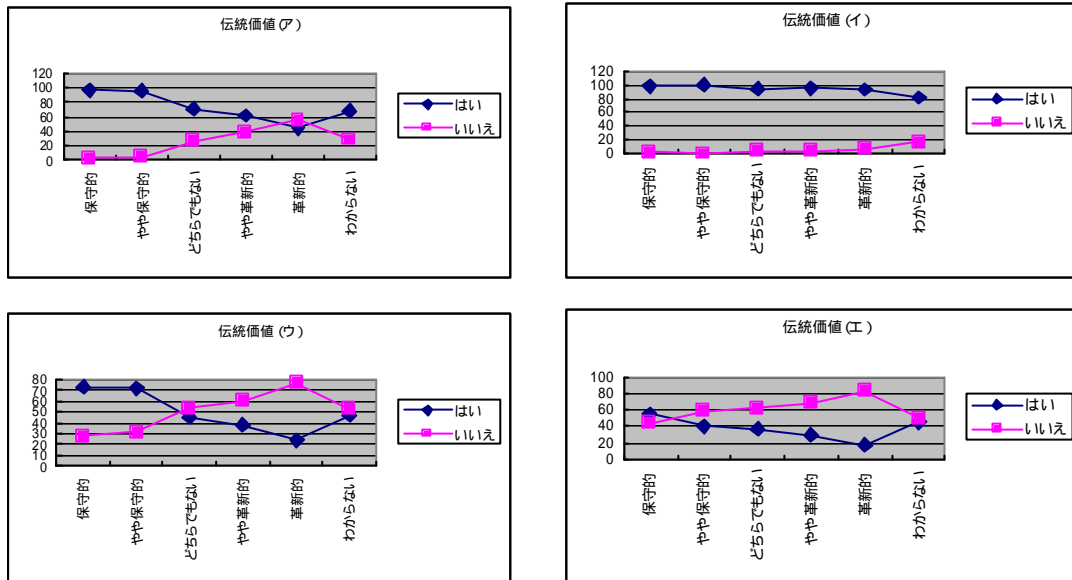 伝統価値(ア)
120
100
80
60
40
20
0
保守的
やや保守的
どちらでもない
やや革新的
革新的
わからない
はい
いいえ
伝統価値(イ)
120
100
80
60
40
20
0
保守的
やや保守的
どちらでもない
やや革新的
革新的
わからない
はい
いいえ
伝統価値(ウ)
80
70
60
50
40
30
20
10
0
保守的
やや保守的
どちらでもない
やや革新的
革新的
わからない
はい
いいえ
伝統価値(エ)
100
80
60
40
20
0
保守的
やや保守的
どちらでもない
やや革新的
革新的
わからない
はい
いいえ